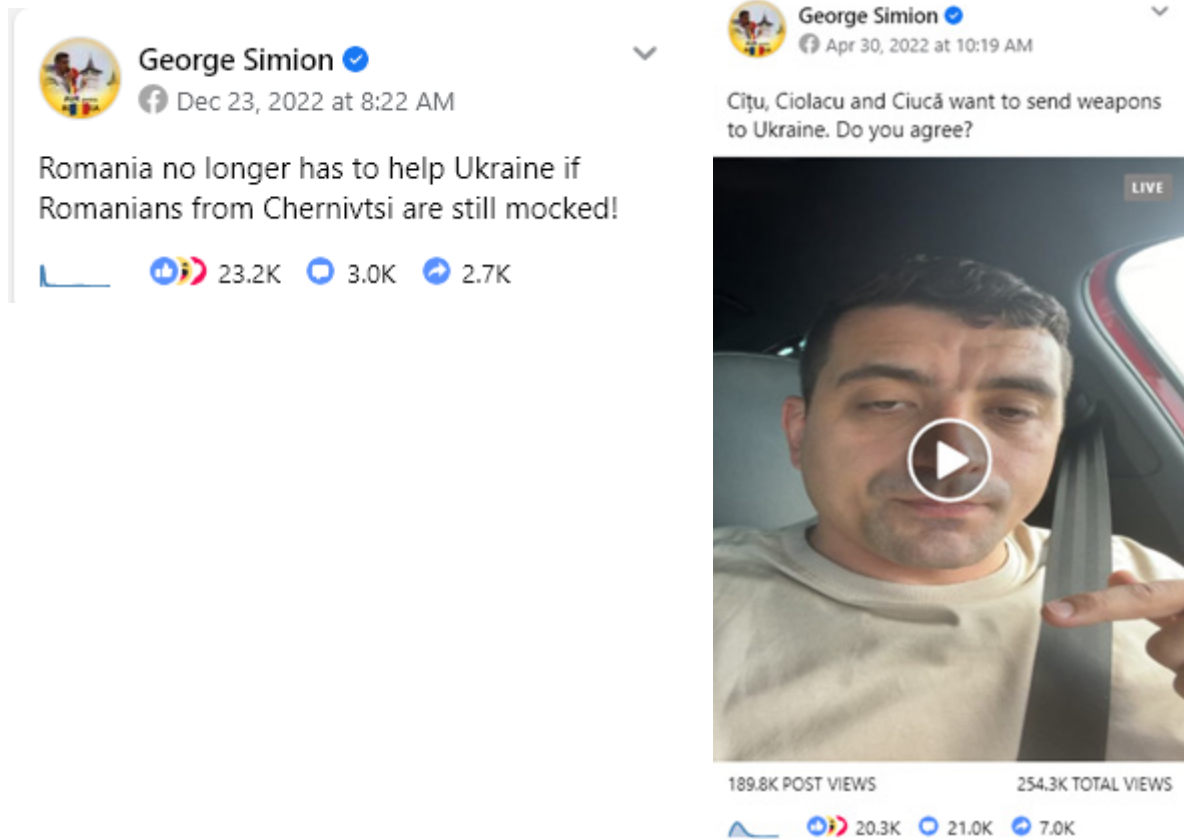 George Simion
Dec 23, 2022 at 8:22 AM
Romania no longer has to help Ukraine if
Romanians from Chernivtsi are still mocked!
23.2K 3.0K 2.7K
George Simion
Apr 30, 2022 at 10:19 AM
Cîțu, Ciolacu and Ciucă want to send weapons
to Ukraine. Do you agree?
LIVE
189.8K POST VIEWS 254.3K TOTAL VIEWS
20.3K 21.0K 7.0K